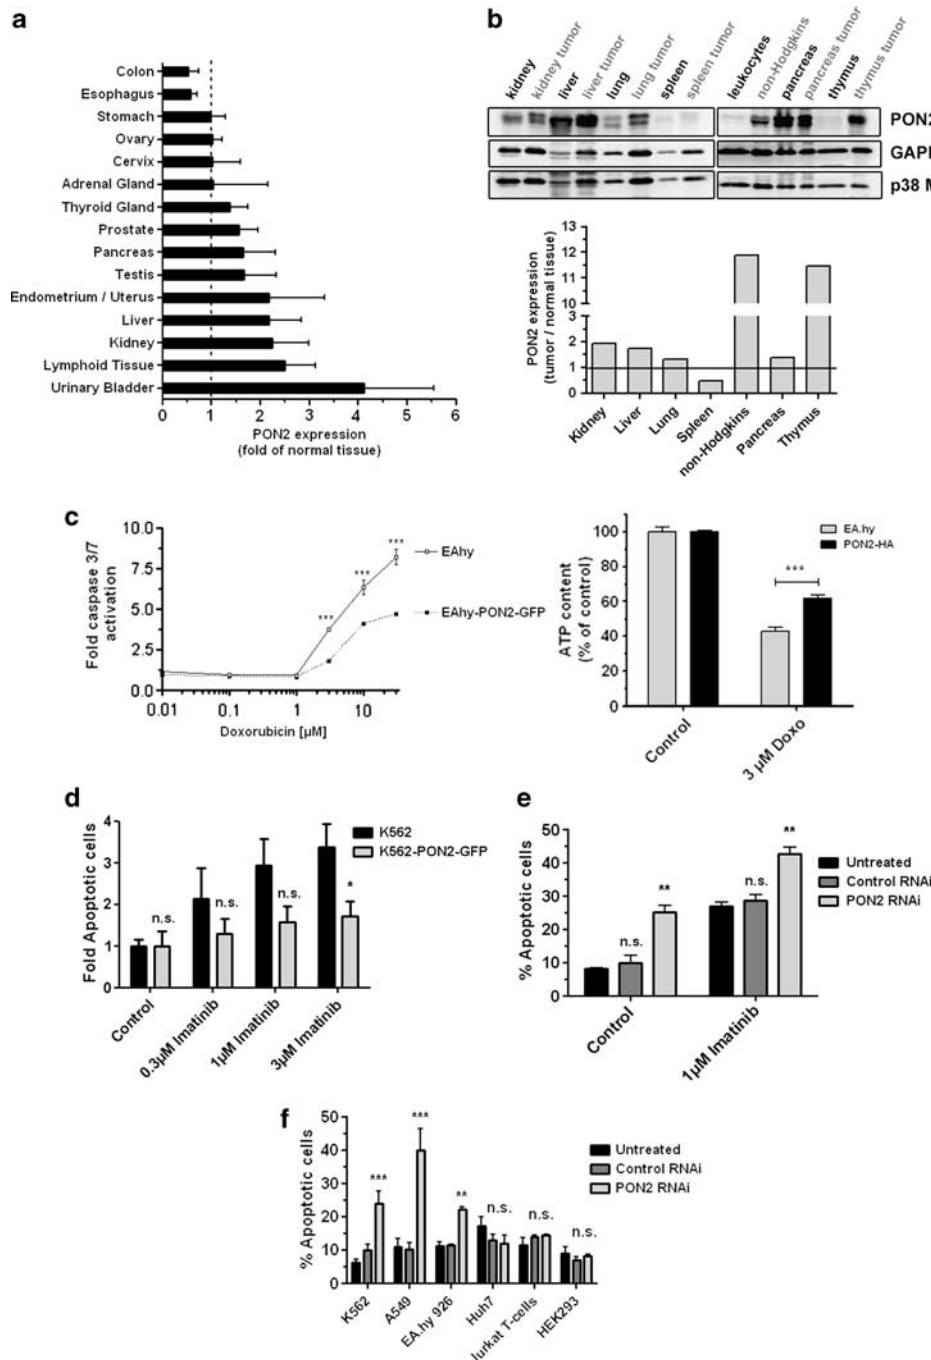 a
Colon
Esophagus
Stomach
Ovary
Cervix
Adrenal Gland
Thyroid Gland
Prostate
Pancreas
Testis
Endometrium / Uterus
Liver
Kidney
Lymphoid Tissue
Urinary Bladder
0 1 2 3 4 5 6
PON2 expression
(fold of normal tissue)
b
kidney
kidney tumor
liver
liver tumor
lung
lung tumor
spleen
spleen tumor
leukocytes
non-Hodgkins
pancreas
pancreas tumor
thymus
thymus tumor
PON2
GAPI
p38 M
PON2 expression
(tumor / normal tissue)
13
12
11
10
2
1
0
Kidney
Liver
Lung
Spleen
non-Hodgkins
Pancreas
Thymus
c
Fold caspase 3/7
activation
10.0
7.5
5.0
2.5
0.0
***
***
***
EAhy
EAhy-PON2-GFP
0.01 0.1 1 10
Doxorubicin [µM]
ATP content
(% of control)
100
80
60
40
20
0
EA.hy
PON2-HA
***
Control
3 µM Doxo
d
Fold Apoptotic cells
4
3
2
1
0
K562
K562-PON2-GFP
n.s.
n.s.
n.s.
*
Control
0.3µM Imatinib
1µM Imatinib
3µM Imatinib
e
% Apoptotic cells
50
40
30
20
10
0
n.s.
**
n.s.
**
Untreated
Control RNAi
PON2 RNAi
Control
1µM Imatinib
f
% Apoptotic cells
50
40
30
20
10
0
***
***
**
n.s.
n.s.
n.s.
Untreated
Control RNAi
PON2 RNAi
K562
A549
EA.hy 926
Huh7
Iurkat T-cells
HEK293